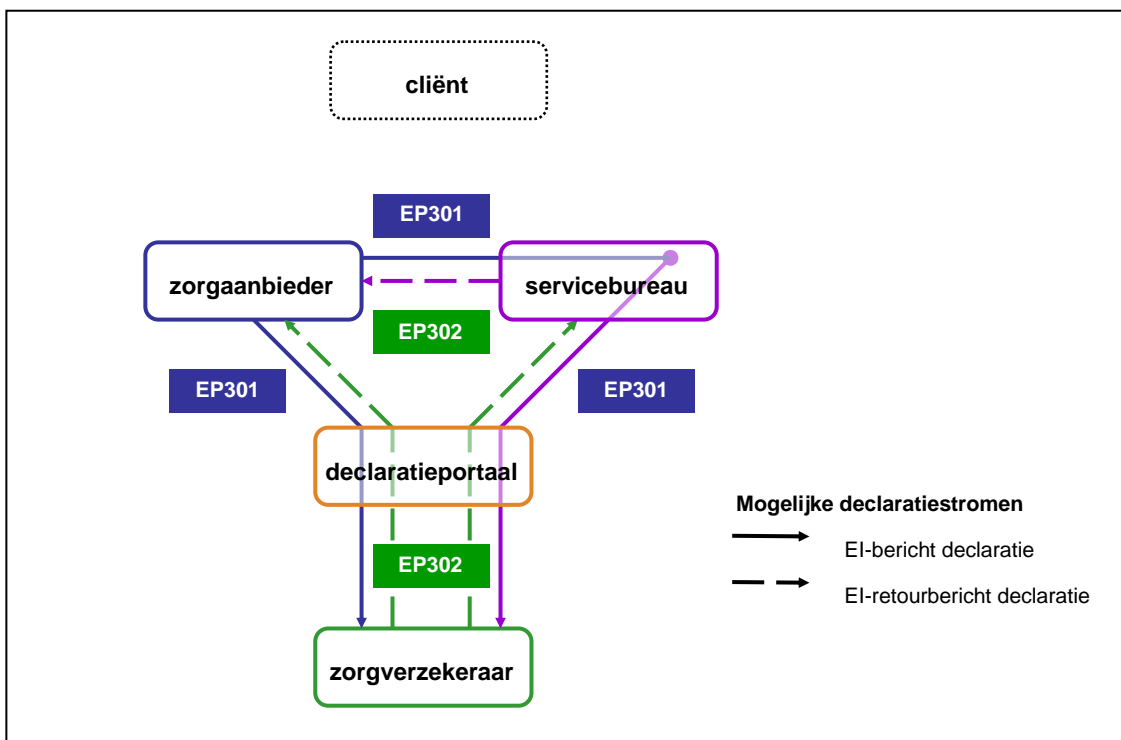 cliënt
EP301
zorgaanbieder
servicebureau
EP302
EP301
EP301
declaratieportaal
Mogelijke declaratiestromen
EI-bericht declaratie
EP302
EI-retourbericht declaratie
zorgverzekeraar